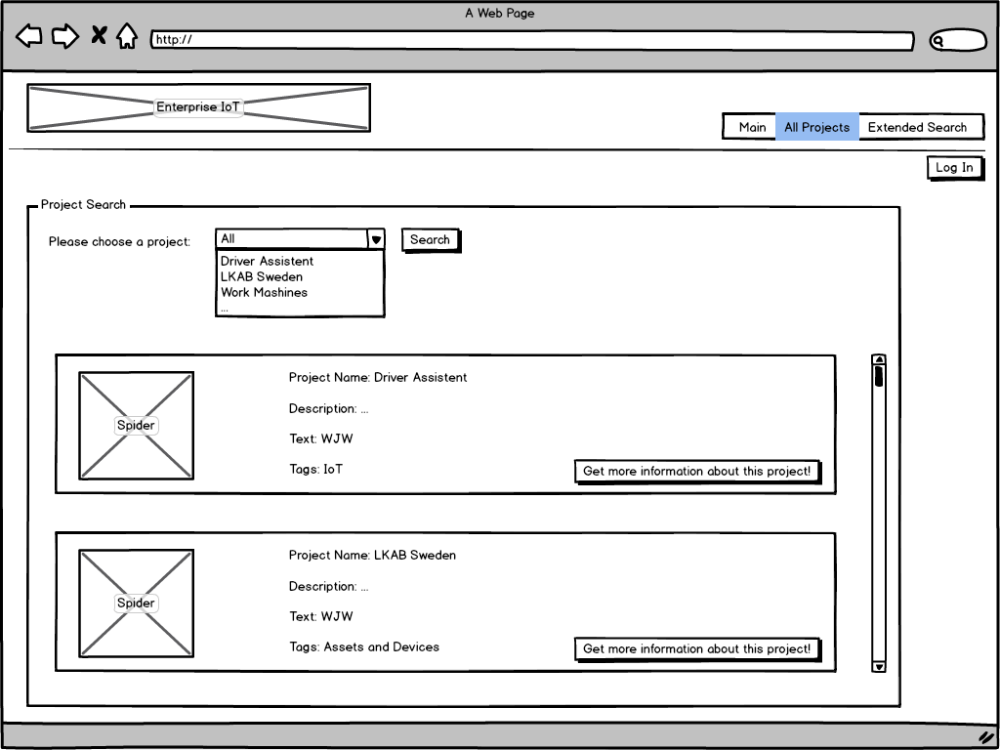 A Web Page
http://
Enterprise IoT
Main All Projects Extended Search
Log In
Project Search
Please choose a project: All Search
Driver Assistent
LKAB Sweden
Work Mashines
...
Project Name: Driver Assistent
Description: ...
Spider
Text: WJW
Tags: IoT
Get more information about this project!
Project Name: LKAB Sweden
Description: ...
Spider
Text: WJW
Tags: Assets and Devices
Get more information about this project!